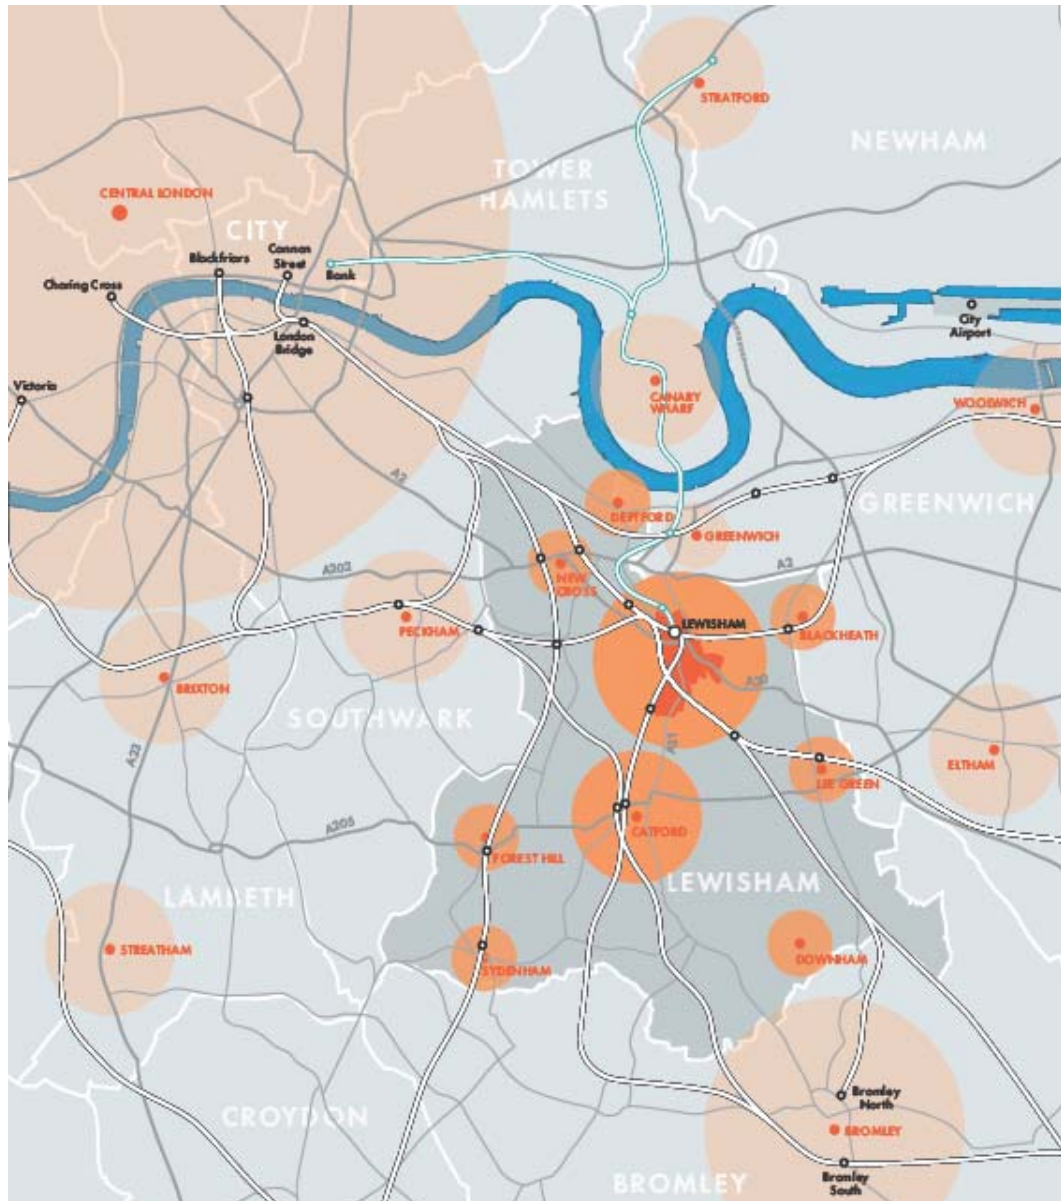 STRATFORD
NEWHAM
TOWER
HAMLETS
CENTRAL LONDON
CITY
Cannon
Street
Blackfriars
Bank
Charing Cross
London
Bridge
City
Airport
Victoria
CANARY
WHARF
WOOLWICH
A2
GREENWICH
DEPTFORD
GREENWICH
A202
NEW
CROSS
A2
PECKHAM
LEWISHAM
BLACKHEATH
BRIXTON
A20
SOUTHWARK
A21
A23
ELTHAM
LEE GREEN
A205
CATFORD
FOREST HILL
LEWISHAM
LAMBETH
STREATHAM
SYDENHAM
DOWNHAM
Bromley
North
CROYDON
BROMLEY
Bromley
South
BROMLEY